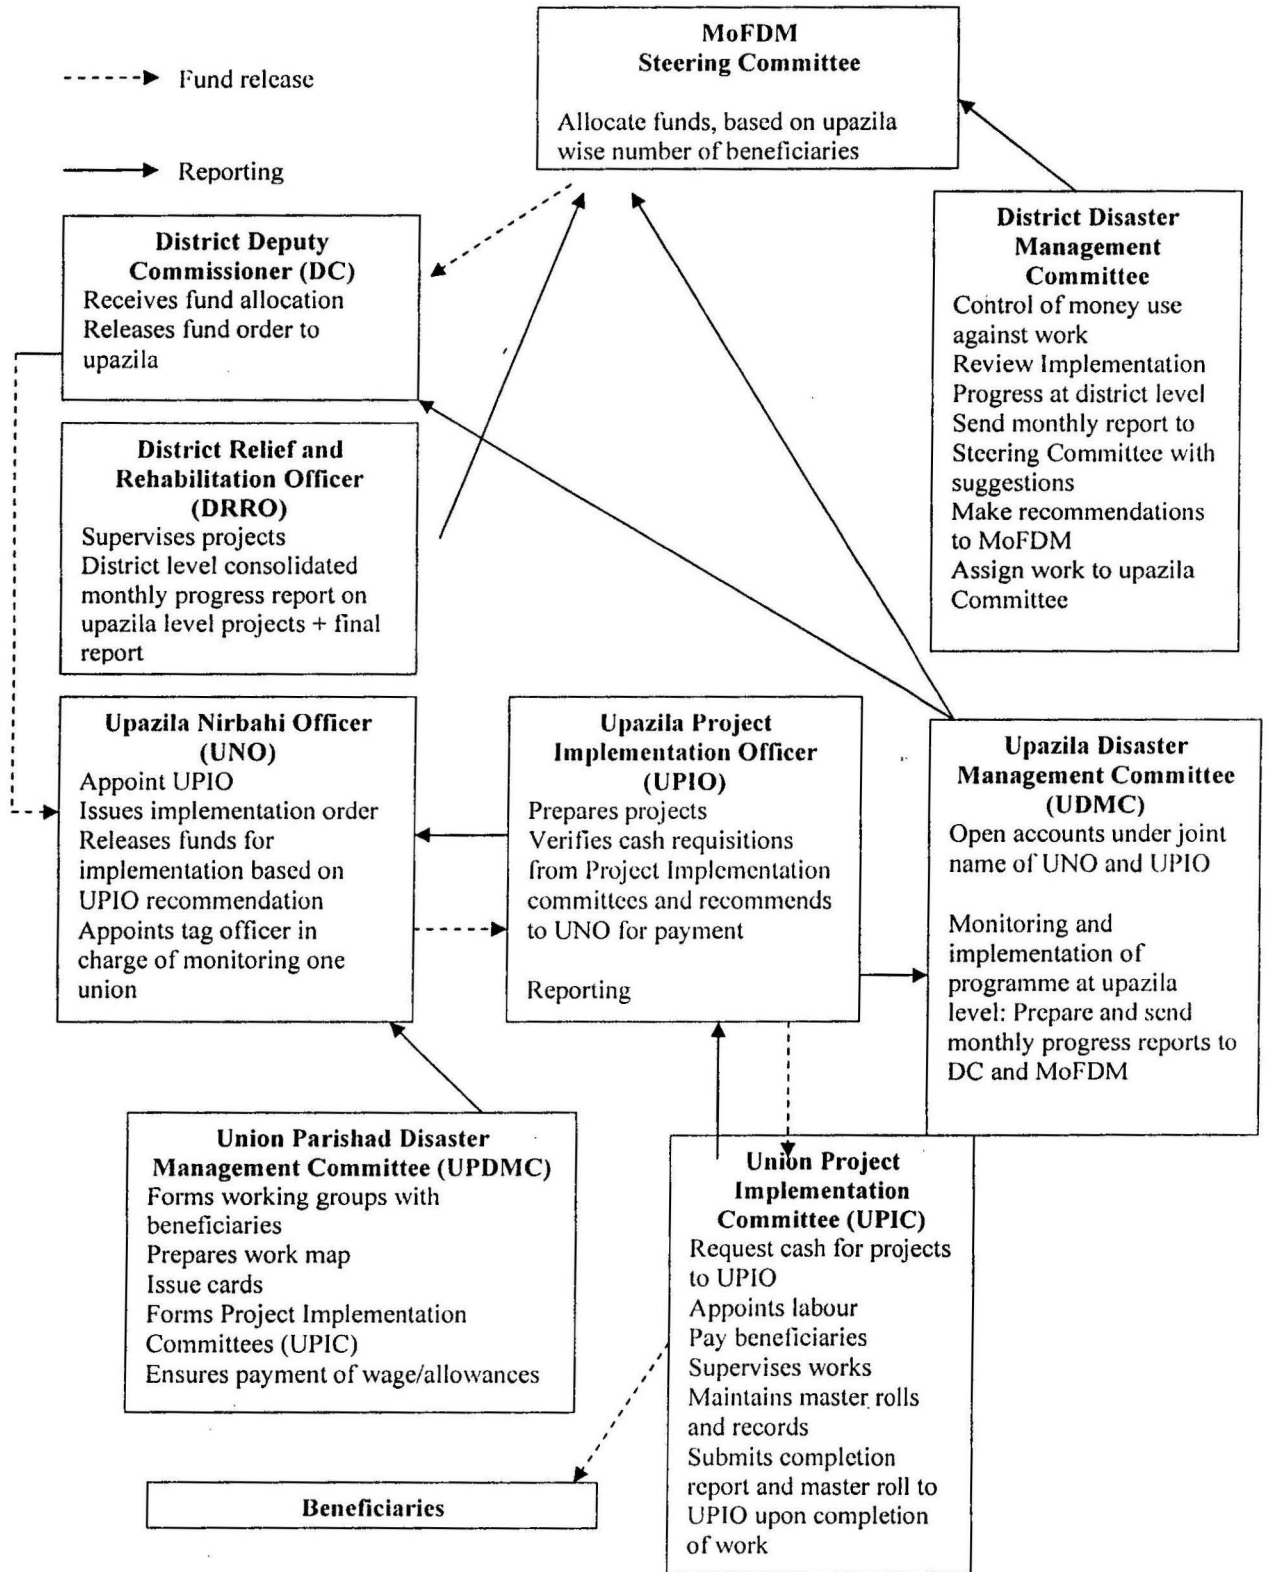 MoFDM
Steering Committee
Allocate funds, based on upazila
wise number of beneficiaries
Fund release
Reporting
District Deputy
Commissioner (DC)
Receives fund allocation
Releases fund order to
upazila
District Disaster
Management
Committee
Control of money use
against work
Review Implementation
Progress at district level
Send monthly report to
Steering Committee with
suggestions
Make recommendations
to MoFDM
Assign work to upazila
Committee
District Relief and
Rehabilitation Officer
(DRRO)
Supervises projects
District level consolidated
monthly progress report on
upazila level projects + final
report
Upazila Nirbahi Officer
(UNO)
Appoint UPIO
Issues implementation order
Releases funds for
implementation based on
UPIO recommendation
Appoints tag officer in
charge of monitoring one
union
Upazila Project
Implementation Officer
(UPIO)
Prepares projects
Verifies cash requisitions
from Project Implementation
committees and recommends
to UNO for payment
Reporting
Upazila Disaster
Management Committee
(UDMC)
Open accounts under joint
name of UNO and UPIO
Monitoring and
implementation of
programme at upazila
level: Prepare and send
monthly progress reports to
DC and MoFDM
Union Parishad Disaster
Management Committee (UPDMC)
Forms working groups with
beneficiaries
Prepares work map
Issue cards
Forms Project Implementation
Committees (UPIC)
Ensures payment of wage/allowances
Union Project
Implementation
Committee (UPIC)
Request cash for projects
to UPIO
Appoints labour
Pay beneficiaries
Supervises works
Maintains master rolls
and records
Submits completion
report and master roll to
UPIO upon completion
of work
Beneficiaries